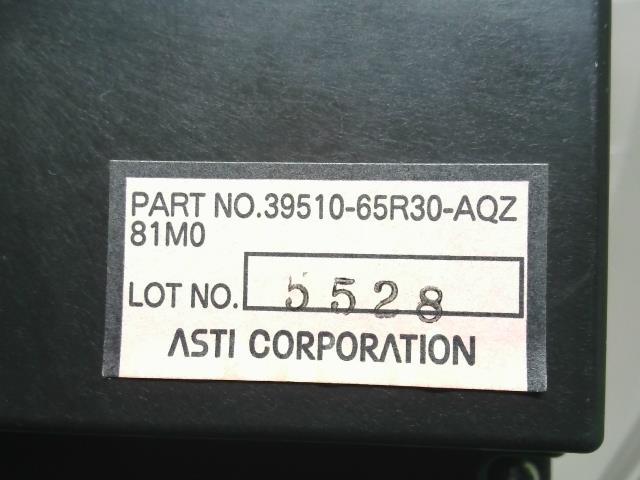 PART NO.39510-65R30-AQZ
81M0
LOT NO. 5528
ASTI CORPORATION